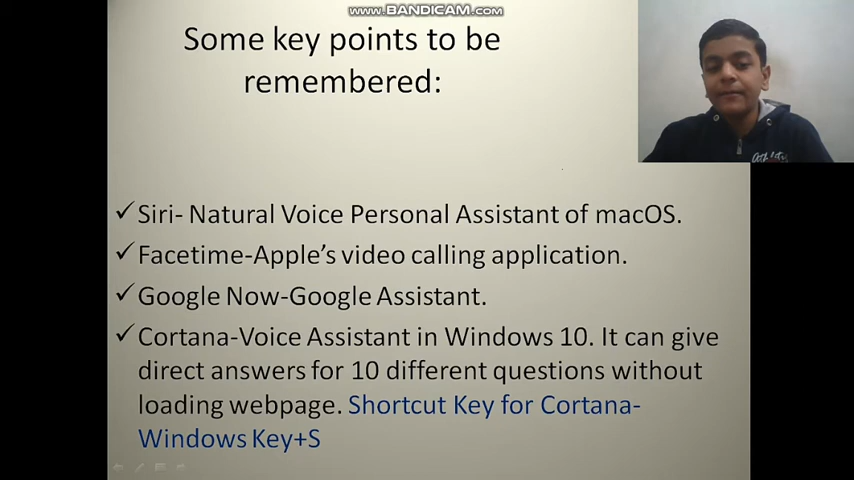 www.BANDICAM.com
Some key points to be
remembered:
✓Siri- Natural Voice Personal Assistant of macOS.
✓Facetime-Apple’s video calling application.
✓Google Now-Google Assistant.
✓Cortana-Voice Assistant in Windows 10. It can give
direct answers for 10 different questions without
loading webpage. Shortcut Key for Cortana-
Windows Key+S